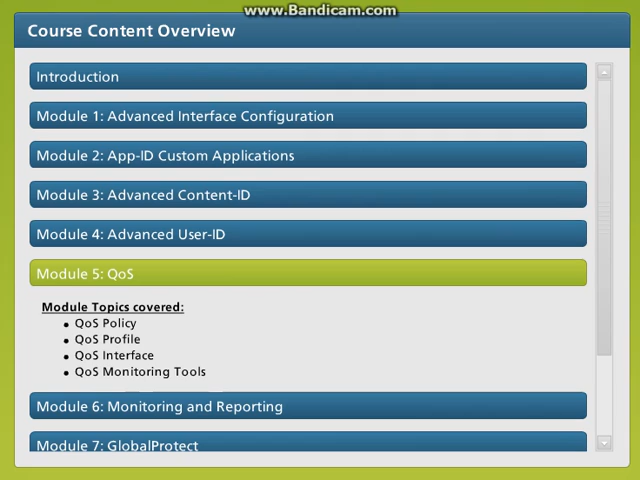 www.Bandicam.com
Course Content Overview
Introduction
Module 1: Advanced Interface Configuration
Module 2: App-ID Custom Applications
Module 3: Advanced Content-ID
Module 4: Advanced User-ID
Module 5: QoS
Module Topics covered:
• QoS Policy
• QoS Profile
• QoS Interface
• QoS Monitoring Tools
Module 6: Monitoring and Reporting
Module 7: GlobalProtect